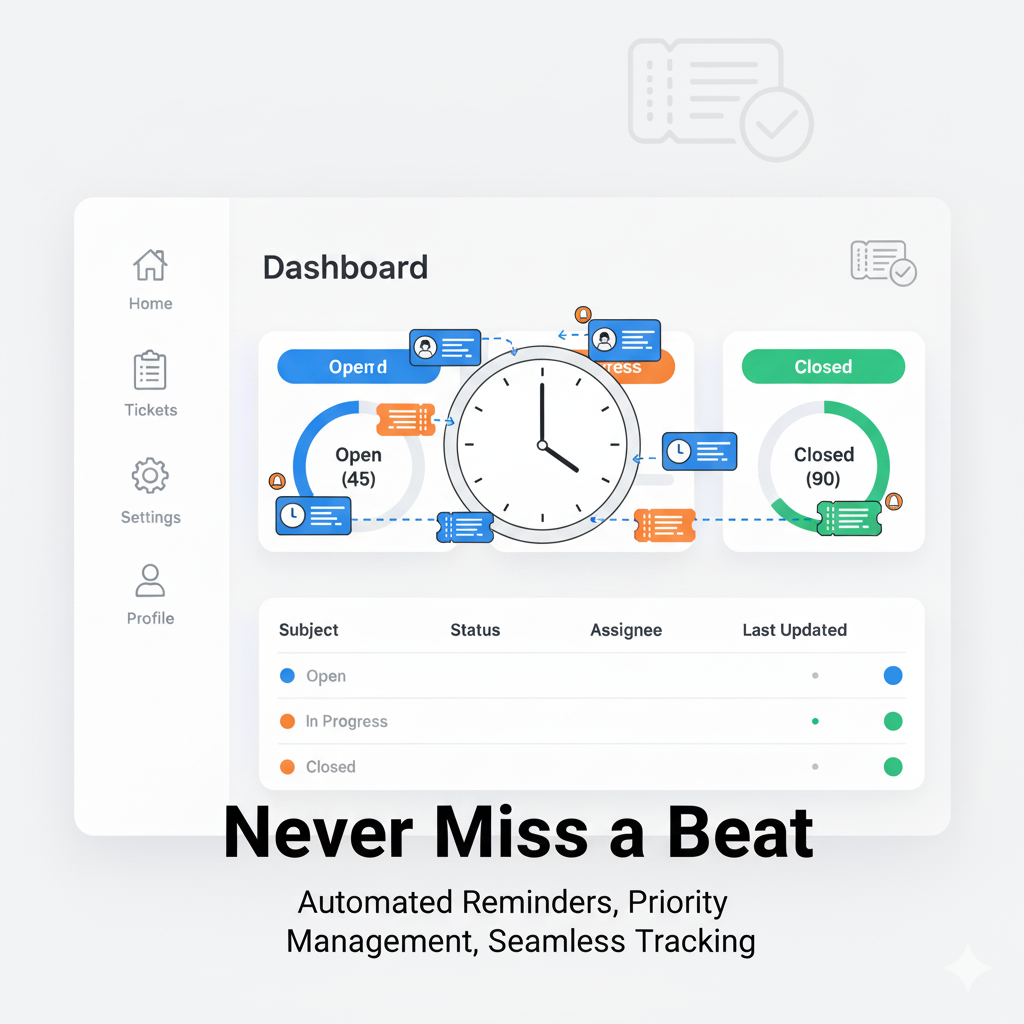 Dashboard
Home
Tickets
Settings
Profile
Closed
Open
(45)
Closed
(90)
Subject Status Assignee Last Updated
Open
In Progress
Closed
Never Miss a Beat
Automated Reminders, Priority
Management, Seamless Tracking